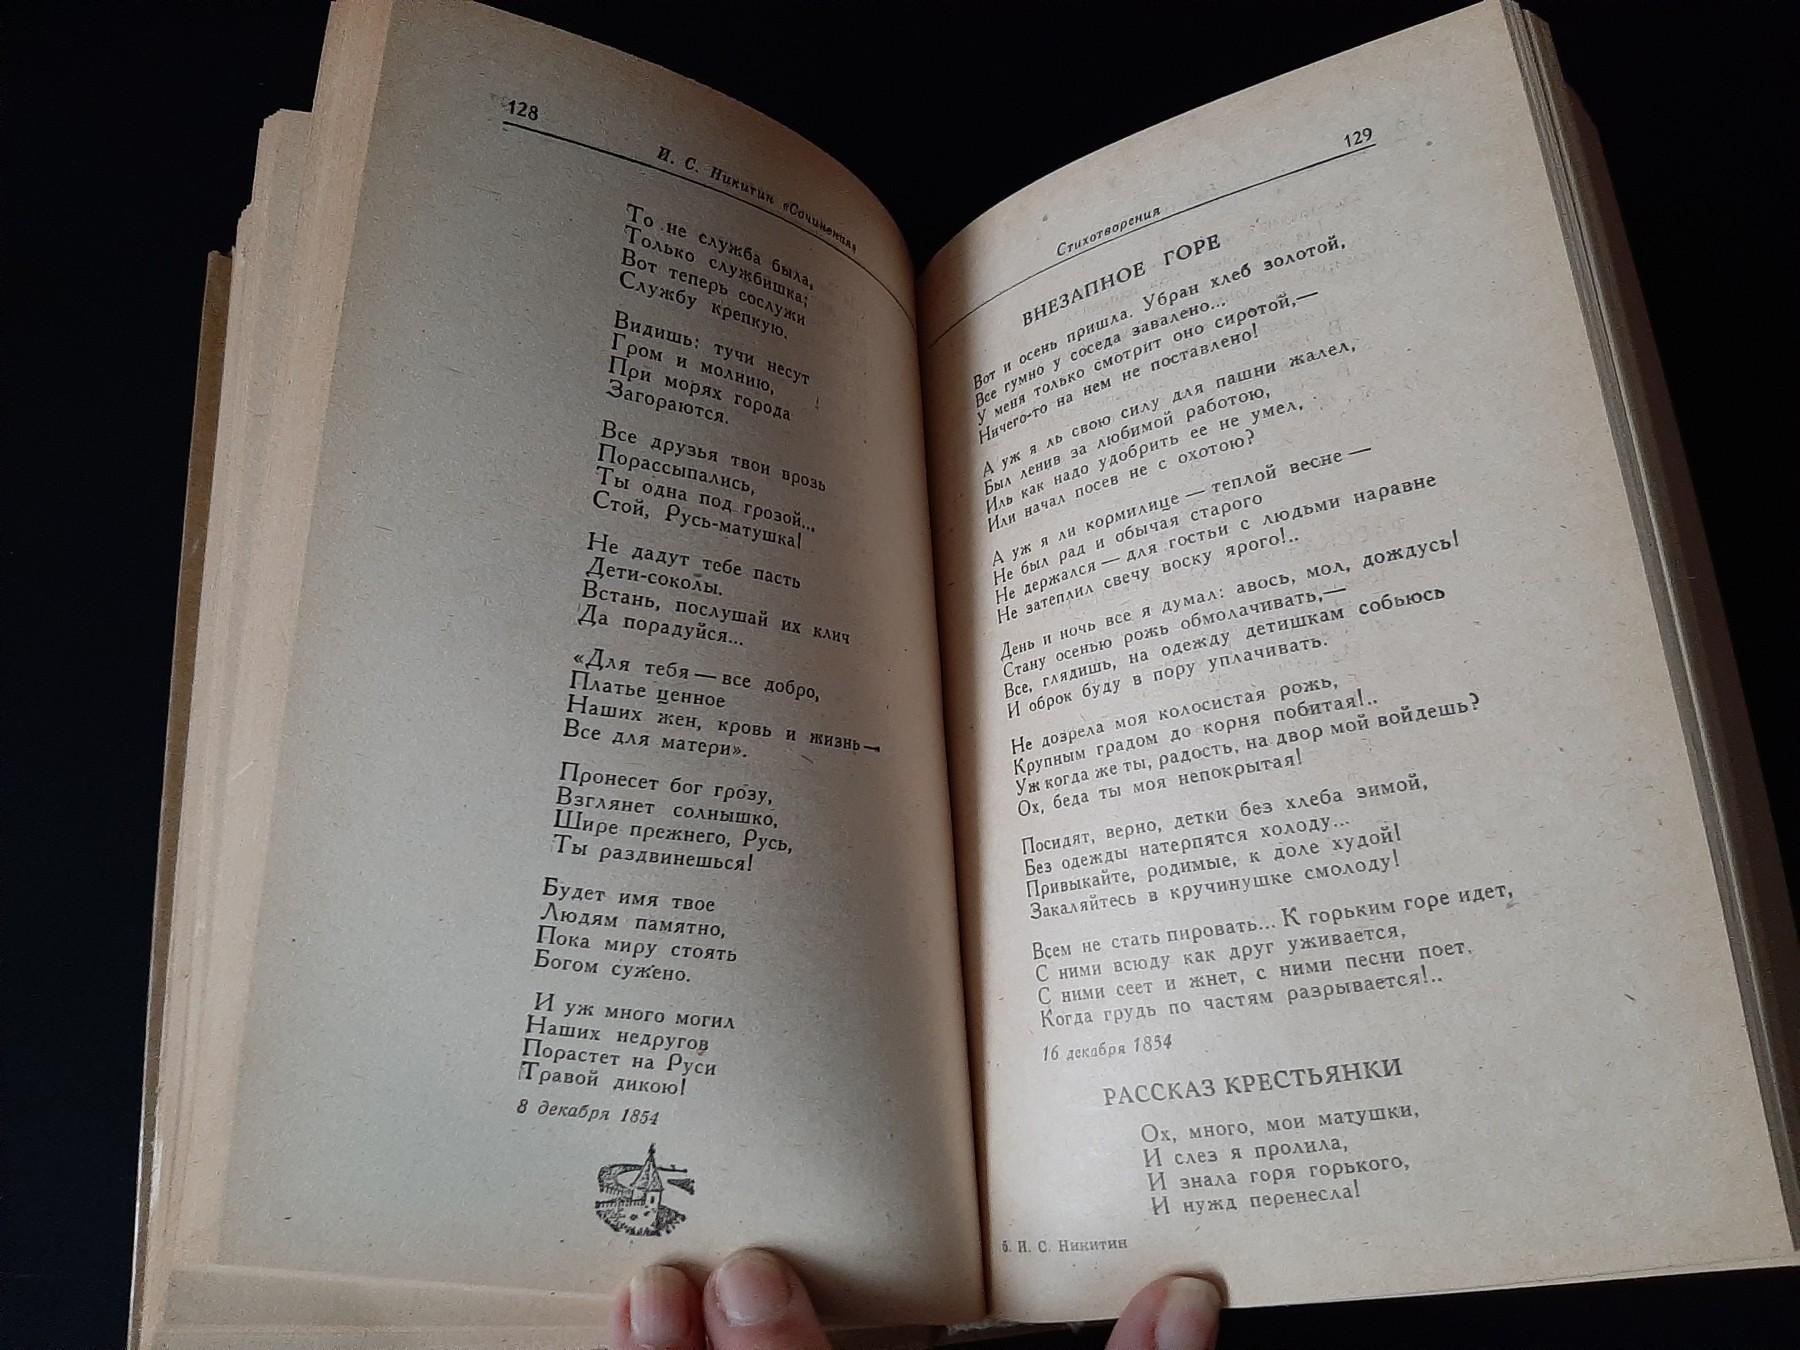 128
И. С. Никитин «Сочинения»
То не служба была,
Только службишка;
Вот теперь сослужи
Службу крепкую.
Видишь: тучи несут
Гром и молнию,
При морях города
Загораются.
Все друзья твои врозь
Порассыпались,
Ты одна под грозой...
Стой, Русь-матушка!
Не дадут тебе пасть
Дети-соколы.
Встань, послушай их клич
Да порадуйся...
«Для тебя — все добро,
Платье ценное
Наших жен, кровь и жизнь —
Все для матери».
Пронесет бог грозу,
Взглянет солнышко,
Шире прежнего, Русь,
Ты раздвинешься!
Будет имя твое
Людям памятно,
Пока миру стоять
Богом сужено.
И уж много могил
Наших недругов
Порастет на Руси
Травой дикою!
8 декабря 1854
129
Стихотворения
ВНЕЗАПНОЕ ГОРЕ
Вот и осень пришла. Убран хлеб золотой,
Все гумно у соседа завалено...
У меня только смотрит оно сиротой,—
Ничего-то на нем не поставлено!
А уж я ль свою силу для пашни жалел,
Был ленив за любимой работою,
Иль как надо удобрить ее не умел,
Или начал посев не с охотою?
А уж я ли кормилице — теплой весне —
Не был рад и обычая старого
Не держался — для гостьи с людьми наравне
Не затеплил свечу воску ярого!..
День и ночь все я думал: авось, мол, дождусь!
Стану осенью рожь обмолачивать,—
Все, глядишь, на одежду детишкам собьюсь
И оброк буду в пору уплачивать.
Не дозрела моя колосистая рожь,
Крупным градом до корня побитая!..
Уж когда же ты, радость, на двор мой войдешь?
Ох, беда ты моя непокрытая!
Посидят, верно, детки без хлеба зимой,
Без одежды натерпятся холоду...
Привыкайте, родимые, к доле худой!
Закаляйтесь в кручинушке смолоду!
Всем не стать пировать... К горьким горе идет,
С ними всюду как друг уживается,
С ними сеет и жнет, с ними песни поет,
Когда грудь по частям разрывается!..
16 декабря 1854
РАССКАЗ КРЕСТЬЯНКИ
Ох, много, мои матушки,
И слез я пролила,
И знала горя горького,
И нужд перенесла!
6. И. С. Никитин